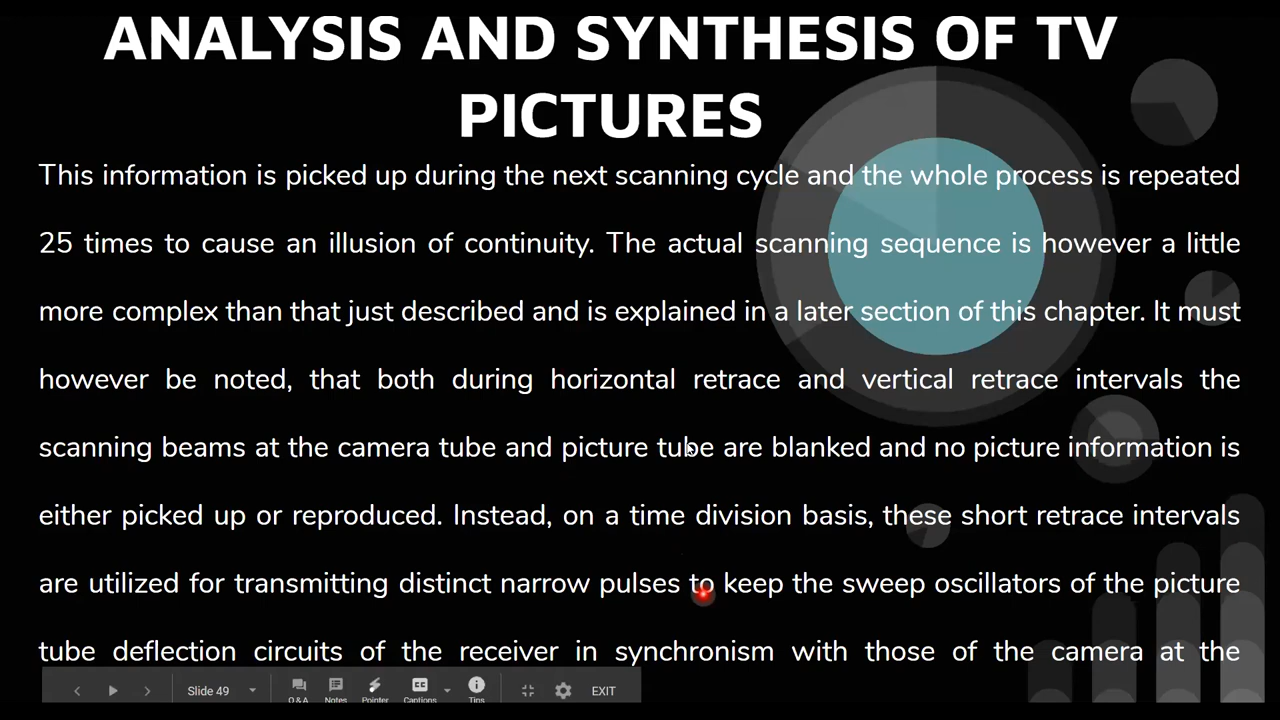 ANALYSIS AND SYNTHESIS OF TV
PICTURES
This information is picked up during the next scanning cycle and the whole process is repeated
25 times to cause an illusion of continuity. The actual scanning sequence is however a little
more complex than that just described and is explained in a later section of this chapter. It must
however be noted, that both during horizontal retrace and vertical retrace intervals the
scanning beams at the camera tube and picture tube are blanked and no picture information is
either picked up or reproduced. Instead, on a time division basis, these short retrace intervals
are utilized for transmitting distinct narrow pulses to keep the sweep oscillators of the picture
tube deflection circuits of the receiver in synchronism with those of the camera at the
Slide 49 Q & A Notes Pointer Captions Tips EXIT